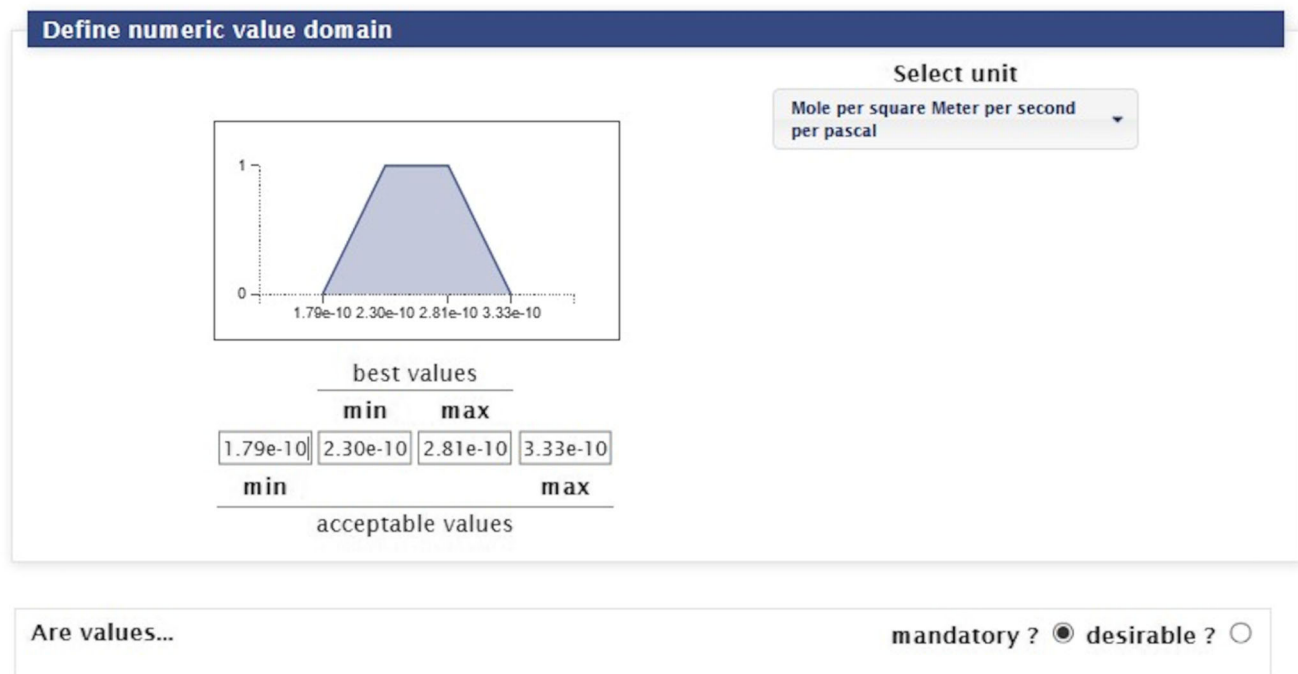 Define numeric value domain
Select unit
Mole per square Meter per second
per pascal
1
0
1.79e-10 2.30e-10 2.81e-10 3.33e-10
best values
min max
1.79e-10 2.30e-10 2.81e-10 3.33e-10
min max
acceptable values
Are values... mandatory ? desirable ?